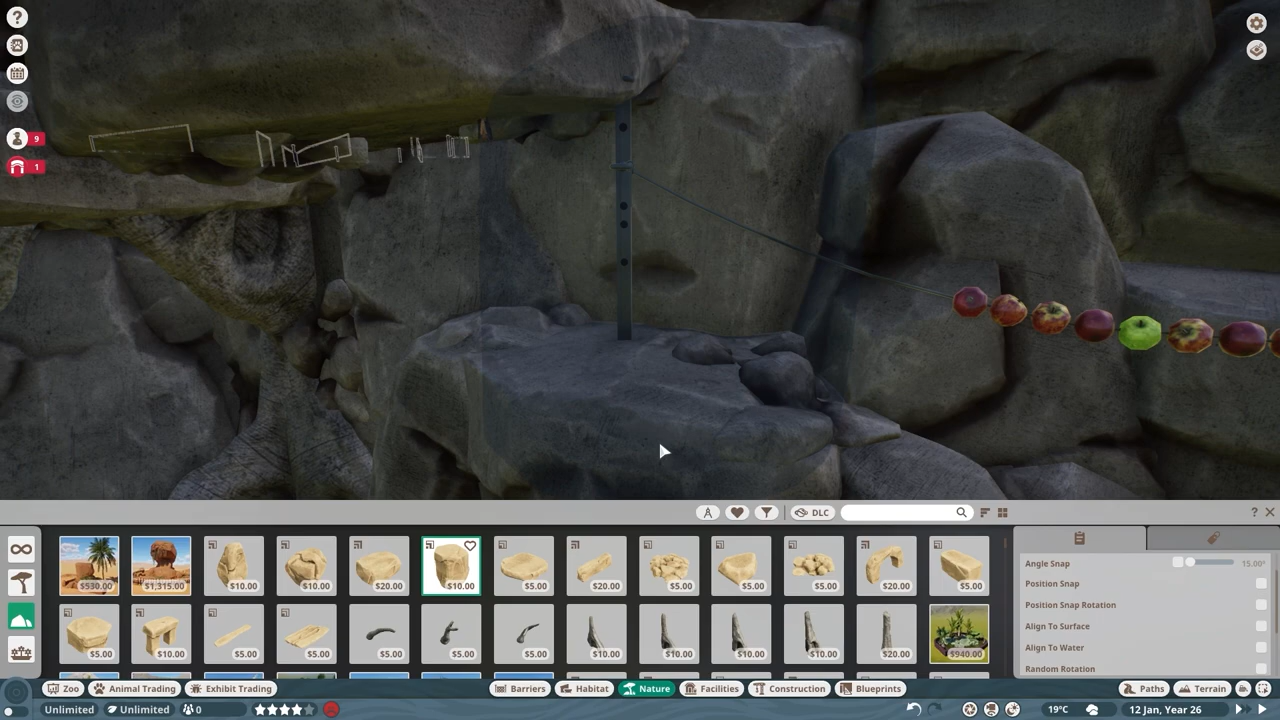 ?
9
1
DLC
?
$530.00
$1,315.00
$10.00
$10.00
$20.00
$10.00
$5.00
$20.00
$5.00
$5.00
$5.00
$20.00
$5.00
$5.00
$10.00
$5.00
$5.00
$5.00
$5.00
$5.00
$10.00
$10.00
$10.00
$10.00
$20.00
$940.00
Angle Snap
15.00°
Position Snap
Position Snap Rotation
Align To Surface
Align To Water
Random Rotation
Zoo
Animal Trading
Exhibit Trading
Barriers
Habitat
Nature
Facilities
Construction
Blueprints
Paths
Terrain
Unlimited
Unlimited
0
19°C
12 Jan, Year 26